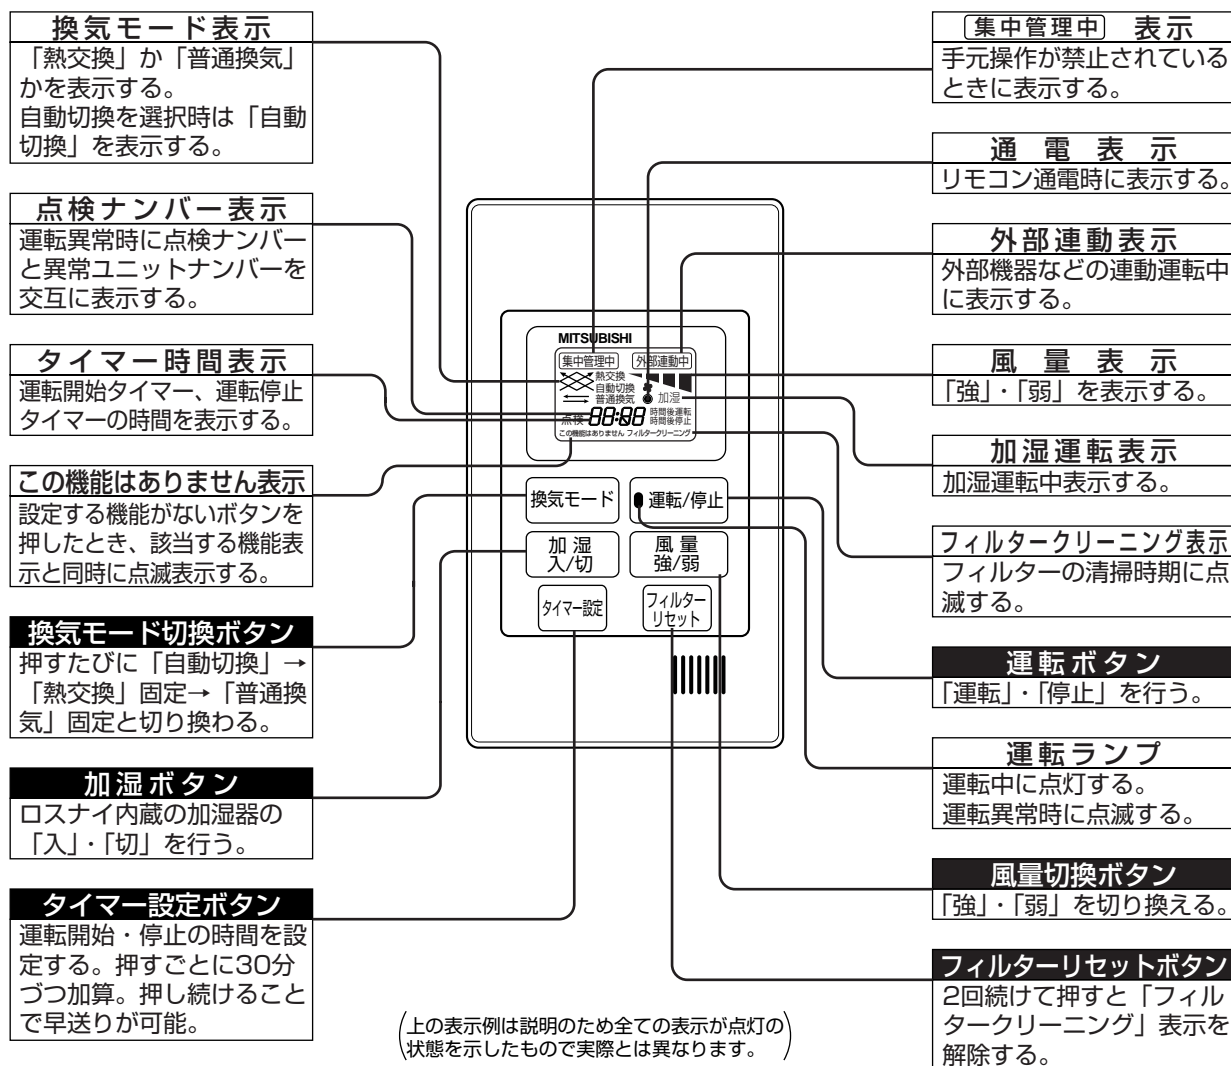 換気モード表示
「熱交換」か「普通換気」
かを表示する。
自動切換を選択時は「自動
切換」を表示する。
点検ナンバー表示
運転異常時に点検ナンバー
と異常ユニットナンバーを
交互に表示する。
タイマー時間表示
運転開始タイマー、運転停止
タイマーの時間を表示する。
この機能はありません表示
設定する機能がないボタンを
押したとき、該当する機能表
示と同時に点滅表示する。
換気モード切換ボタン
押すたびに「自動切換」→
「熱交換」固定→「普通換
気」固定と切り換わる。
加湿ボタン
ロスナイ内蔵の加湿器の
「入」・「切」を行う。
タイマー設定ボタン
運転開始・停止の時間を設
定する。押すごとに30分
づつ加算。押し続けること
で早送りが可能。
MITSUBISHI
集中管理中 外部連動中
熱交換
自動切換
普通換気 加湿
点検 88:88 時間後運転
時間後停止
この機能はありません フィルタークリーニング
換気モード 運転/停止
加湿
入/切
風量
強/弱
タイマー設定
フィルター
リセット
上の表示例は説明のため全ての表示が点灯の
状態を示したもので実際とは異なります。
集中管理中 表示
手元操作が禁止されている
ときに表示する。
通電表示
リモコン通電時に表示する。
外部連動表示
外部機器などの連動運転中
に表示する。
風量表示
「強」・「弱」を表示する。
加湿運転表示
加湿運転中表示する。
フィルタークリーニング表示
フィルターの清掃時期に点
滅する。
運転ボタン
「運転」・「停止」を行う。
運転ランプ
運転中に点灯する。
運転異常時に点滅する。
風量切換ボタン
「強」・「弱」を切り換える。
フィルターリセットボタン
2回続けて押すと「フィル
タークリーニング」表示を
解除する。